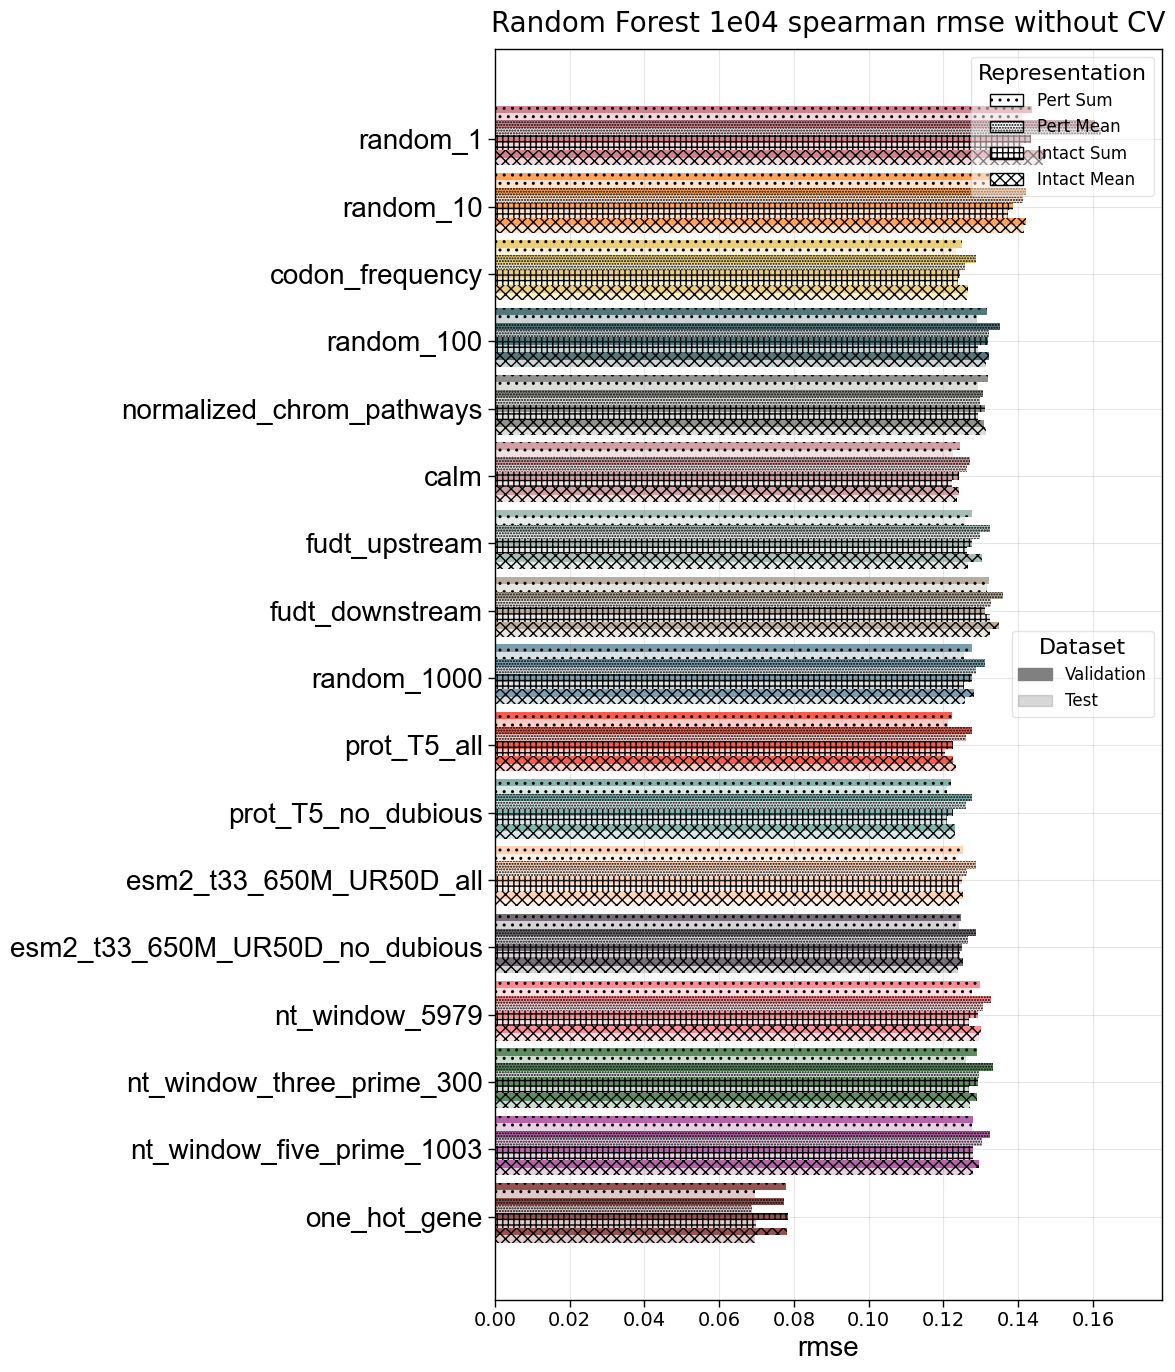 Random Forest 1e04 spearman rmse without CV
Representation
Pert Sum
Pert Mean
Intact Sum
Intact Mean
random_1
random_10
codon_frequency
random_100
normalized_chrom_pathways
calm
fudt_upstream
fudt_downstream
Dataset
Validation
Test
random_1000
prot_T5_all
prot_T5_no_dubious
esm2_t33_650M_UR50D_all
esm2_t33_650M_UR50D_no_dubious
nt_window_5979
nt_window_three_prime_300
nt_window_five_prime_1003
one_hot_gene
0.00 0.02 0.04 0.06 0.08 0.10 0.12 0.14 0.16
rmse